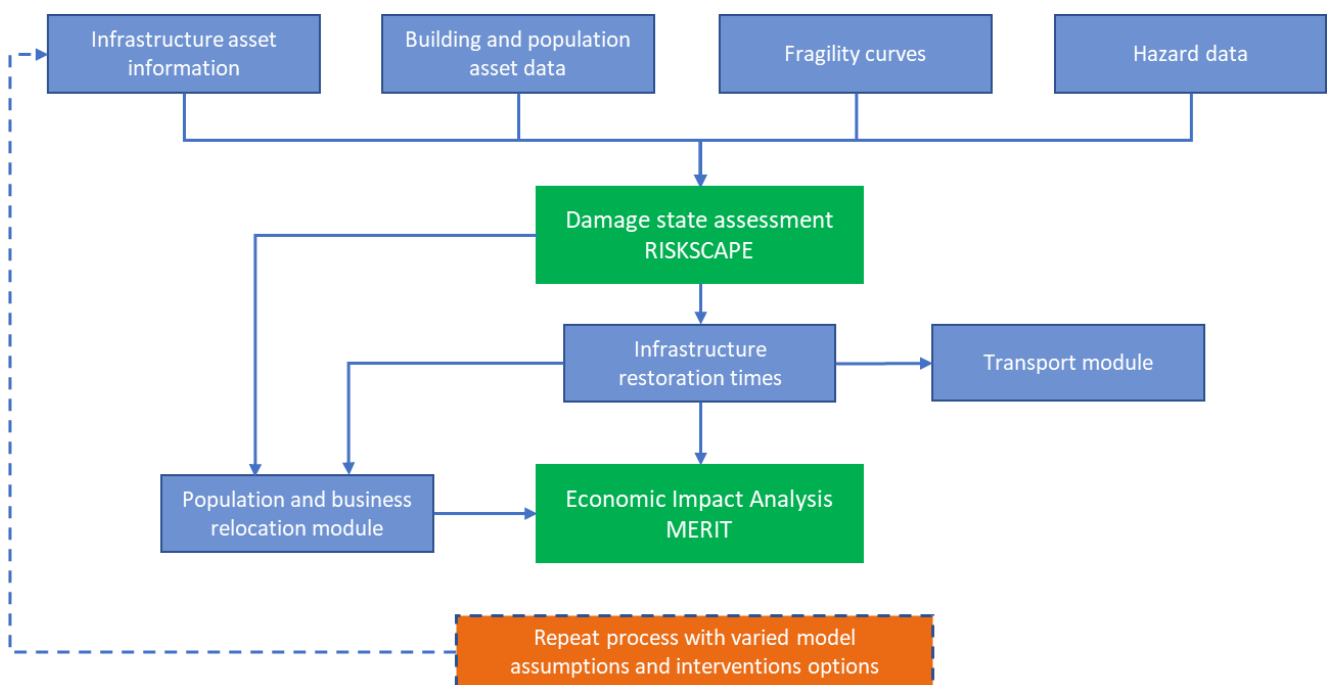 Infrastructure asset
information
Building and population
asset data
Fragility curves
Hazard data
Damage state assessment
RISKSCAPE
Infrastructure
restoration times
Transport module
Population and business
relocation module
Economic Impact Analysis
MERIT
Repeat process with varied model
assumptions and interventions options